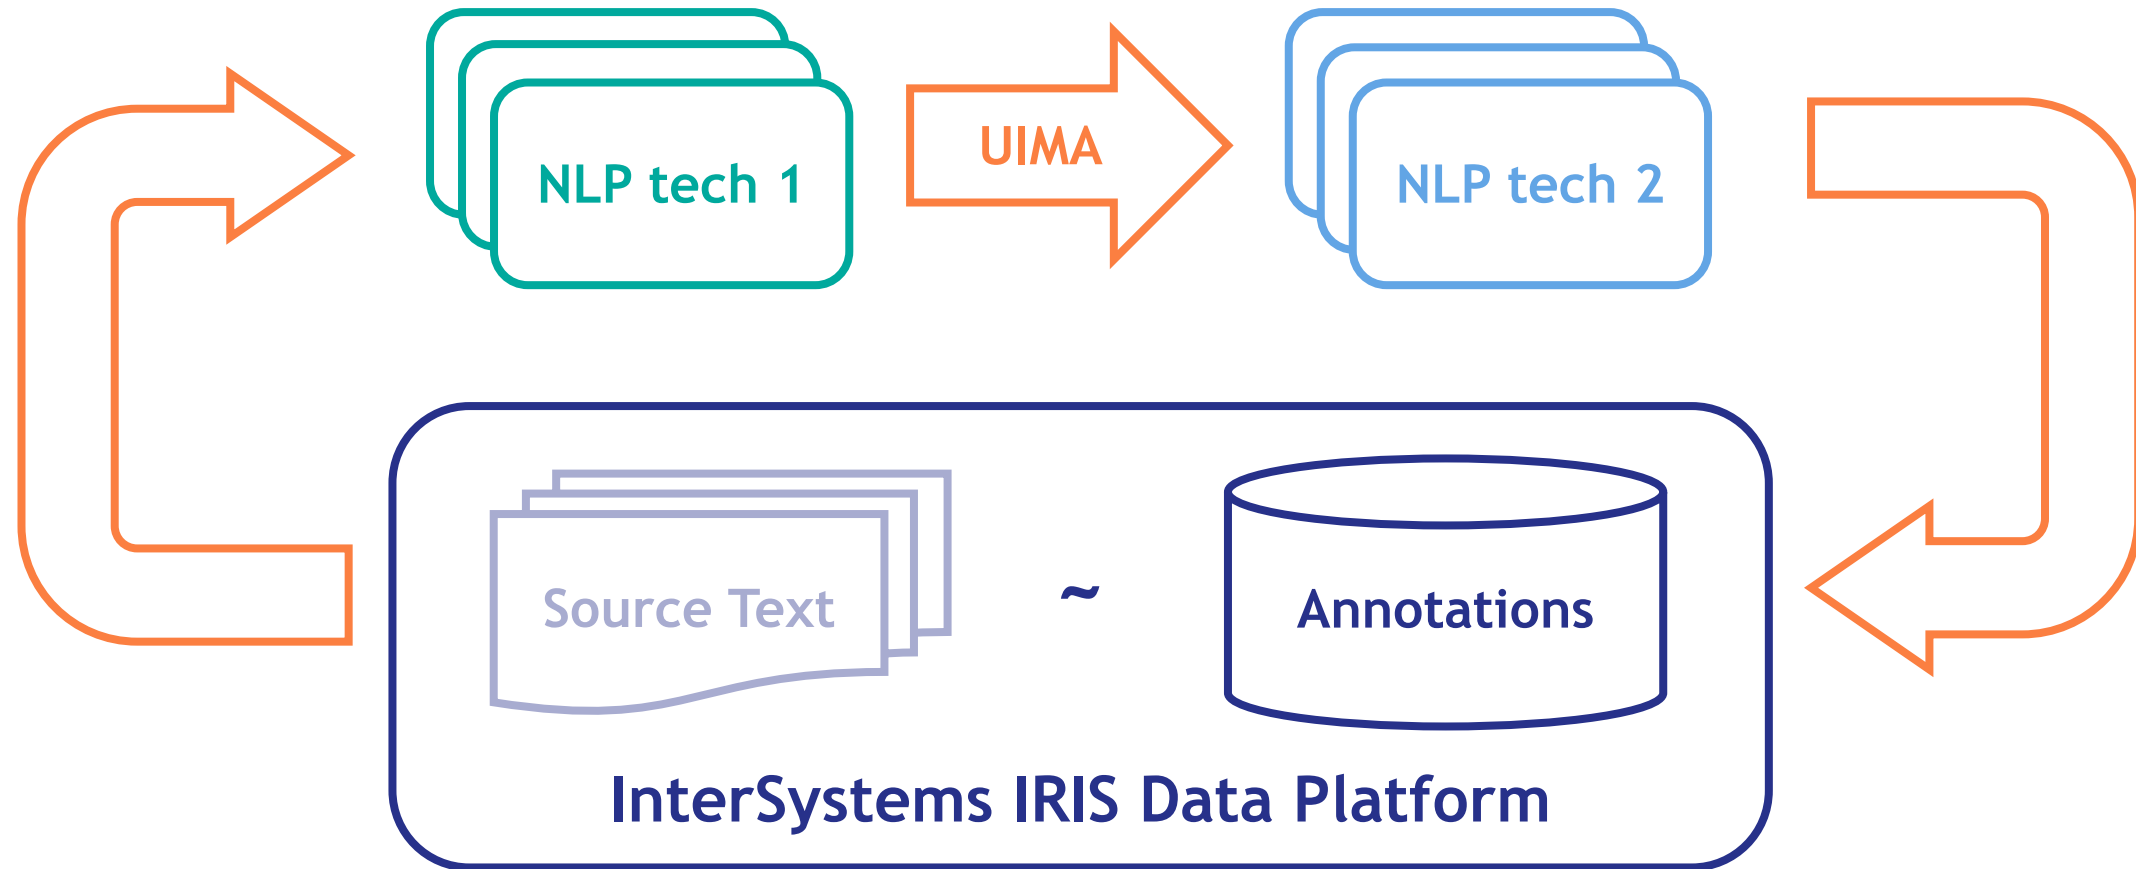 NLP tech 1
UIMA
NLP tech 2
Source Text
~
Annotations
InterSystems IRIS Data Platform